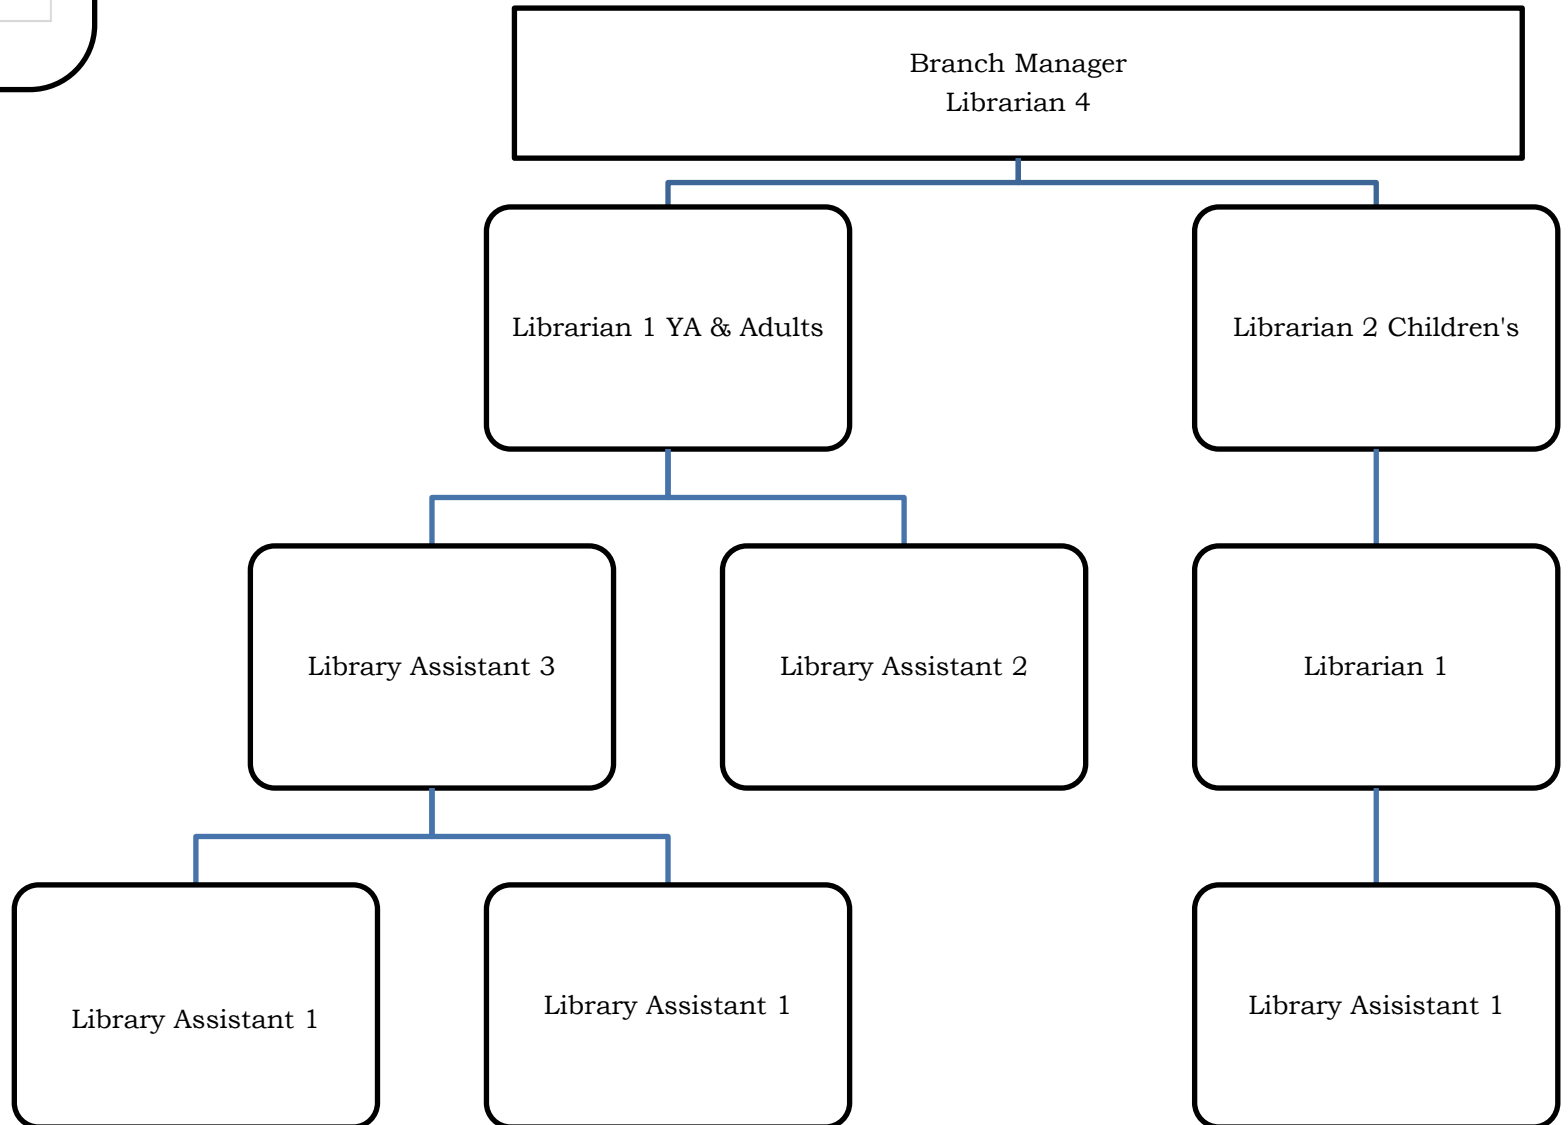 Branch Manager
Librarian 4
Librarian 1 YA & Adults
Librarian 2 Children's
Library Assistant 3
Library Assistant 2
Librarian 1
Library Assistant 1
Library Assistant 1
Library Asisistant 1